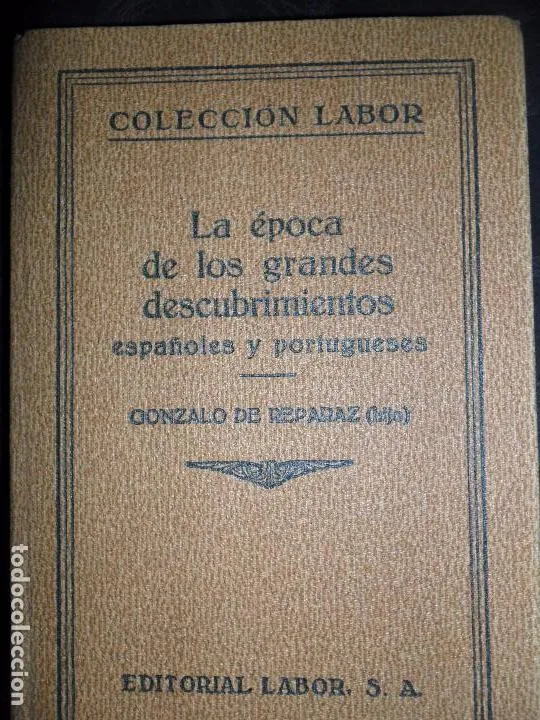 COLECCIÓN LABOR
La época
de los grandes
descubrimientos
españoles y portugueses
GONZALO DE REPARAZ (hijo)
EDITORIAL LABOR, S. A.
todocoleccion